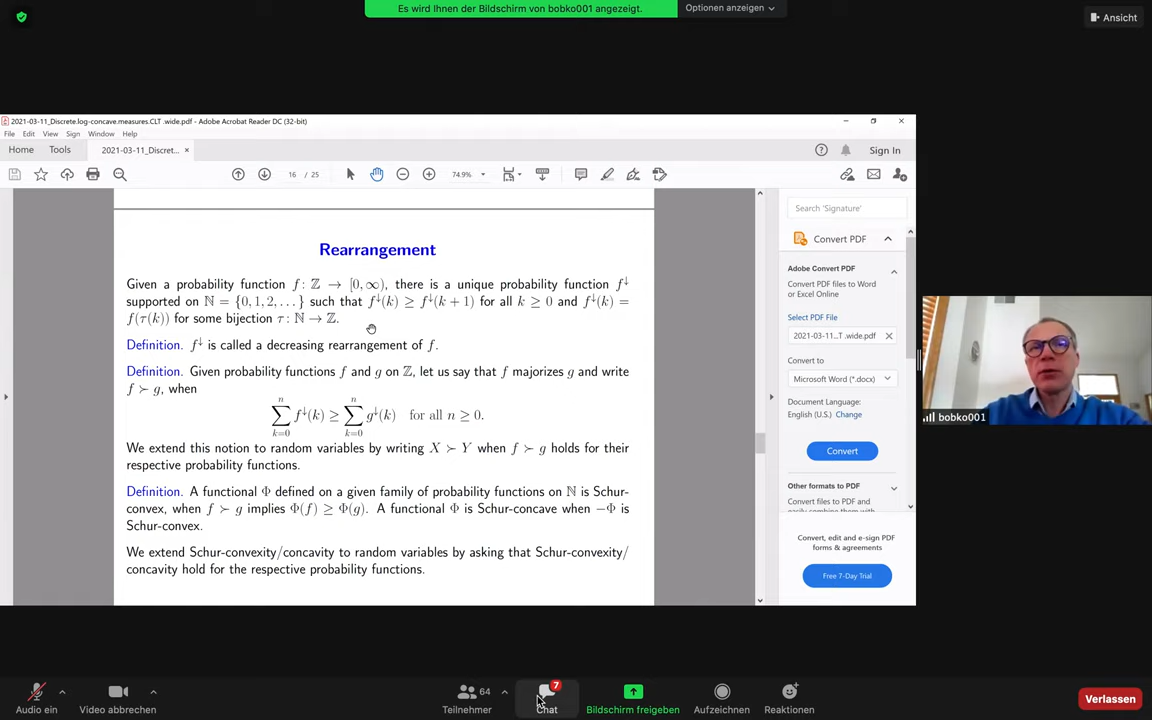 Es wird Ihnen der Bildschirm von bobko001 angezeigt.
Optionen anzeigen
Ansicht
2021-03-11_Discrete.log-concave.measures.CLT .wide.pdf - Adobe Acrobat Reader DC (32-bit)
File Edit View Sign Window Help
Home Tools 2021-03-11_Discret... × Sign In
16 / 25 74.9%
Rearrangement
Given a probability function f: ℤ → [0, ∞), there is a unique probability function f↓
supported on ℕ = {0, 1, 2, . . . } such that f↓(k) ≥ f↓(k + 1) for all k ≥ 0 and f↓(k) =
f(τ(k)) for some bijection τ: ℕ → ℤ.
Definition. f↓ is called a decreasing rearrangement of f.
Definition. Given probability functions f and g on ℤ, let us say that f majorizes g and write
f ≻ g, when
n n
∑ f↓(k) ≥ ∑ g↓(k) for all n ≥ 0.
k=0 k=0
We extend this notion to random variables by writing X ≻ Y when f ≻ g holds for their
respective probability functions.
Definition. A functional Φ defined on a given family of probability functions on ℕ is Schur-
convex, when f ≻ g implies Φ(f) ≥ Φ(g). A functional Φ is Schur-concave when −Φ is
Schur-convex.
We extend Schur-convexity/concavity to random variables by asking that Schur-convexity/
concavity hold for the respective probability functions.
Search 'Signature'
Convert PDF
Adobe Convert PDF
Convert PDF files to Word
or Excel Online
Select PDF File
2021-03-11...T .wide.pdf ×
Convert to
Microsoft Word (*.docx)
Document Language:
English (U.S.) Change
Convert
Other formats to PDF
Convert, edit and e-sign PDF
forms & agreements
Free 7-Day Trial
bobko001
Audio ein
Video abbrechen
64
Teilnehmer
7
Chat
Bildschirm freigeben
Aufzeichnen
Reaktionen
Verlassen